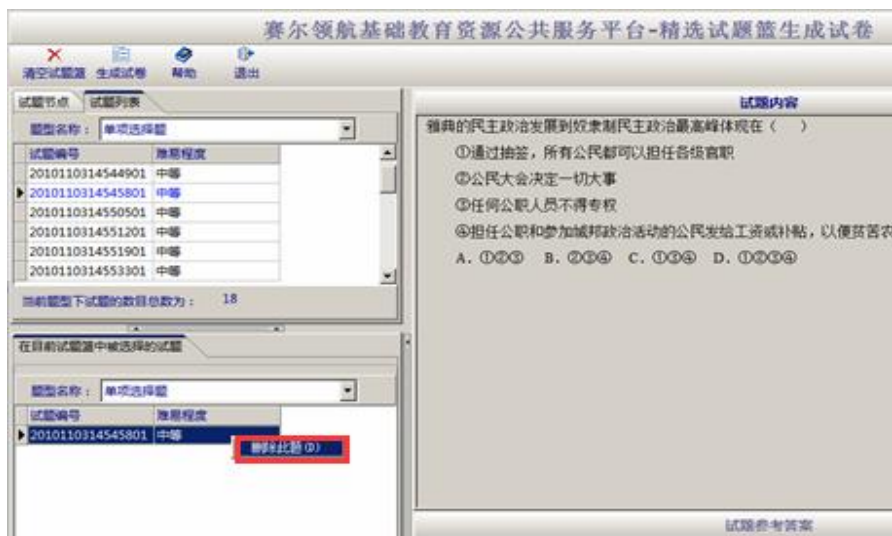 赛尔领航基础教育资源公共服务平台-精选试题篮生成试卷
清空试题篮 生成试卷 帮助 退出
试题节点 试题列表
题型名称： 单项选择题
试题编号 难易程度
2010110314544901 中等
2010110314545801 中等
2010110314550501 中等
2010110314551201 中等
2010110314551901 中等
2010110314553301 中等
当前题型下试题的数目总数为： 18
在目前试题篮中被选择的试题
题型名称： 单项选择题
试题编号 难易程度
2010110314545801 中等
删除此题(D)
试题内容
雅典的民主政治发展到奴隶制民主政治最高峰体现在（ ）
①通过抽签，所有公民都可以担任各级官职
②公民大会决定一切大事
③任何公职人员不得专权
④担任公职和参加城邦政治活动的公民发给工资或补贴，以便贫苦农
A. ①②③ B. ②③④ C. ①③④ D. ①②③④
试题参考答案